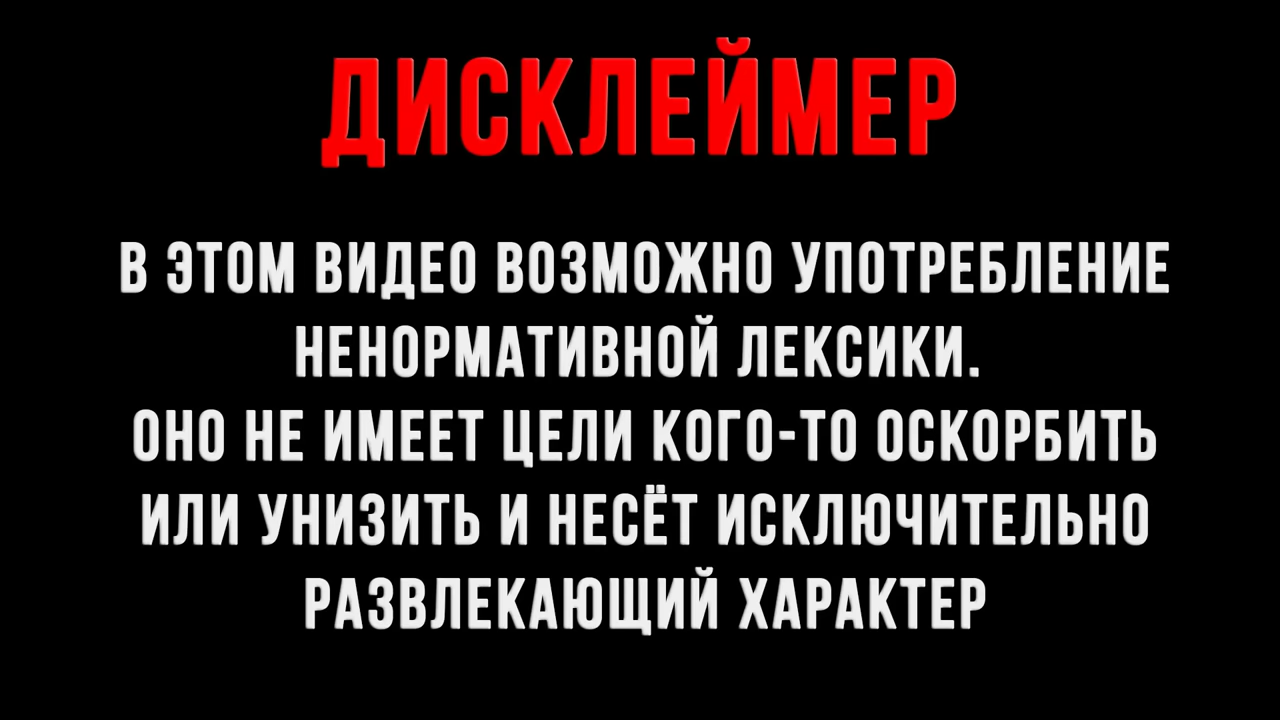 ДИСКЛЕЙМЕР
В ЭТОМ ВИДЕО ВОЗМОЖНО УПОТРЕБЛЕНИЕ
НЕНОРМАТИВНОЙ ЛЕКСИКИ.
ОНО НЕ ИМЕЕТ ЦЕЛИ КОГО-ТО ОСКОРБИТЬ
ИЛИ УНИЗИТЬ И НЕСЁТ ИСКЛЮЧИТЕЛЬНО
РАЗВЛЕКАЮЩИЙ ХАРАКТЕР